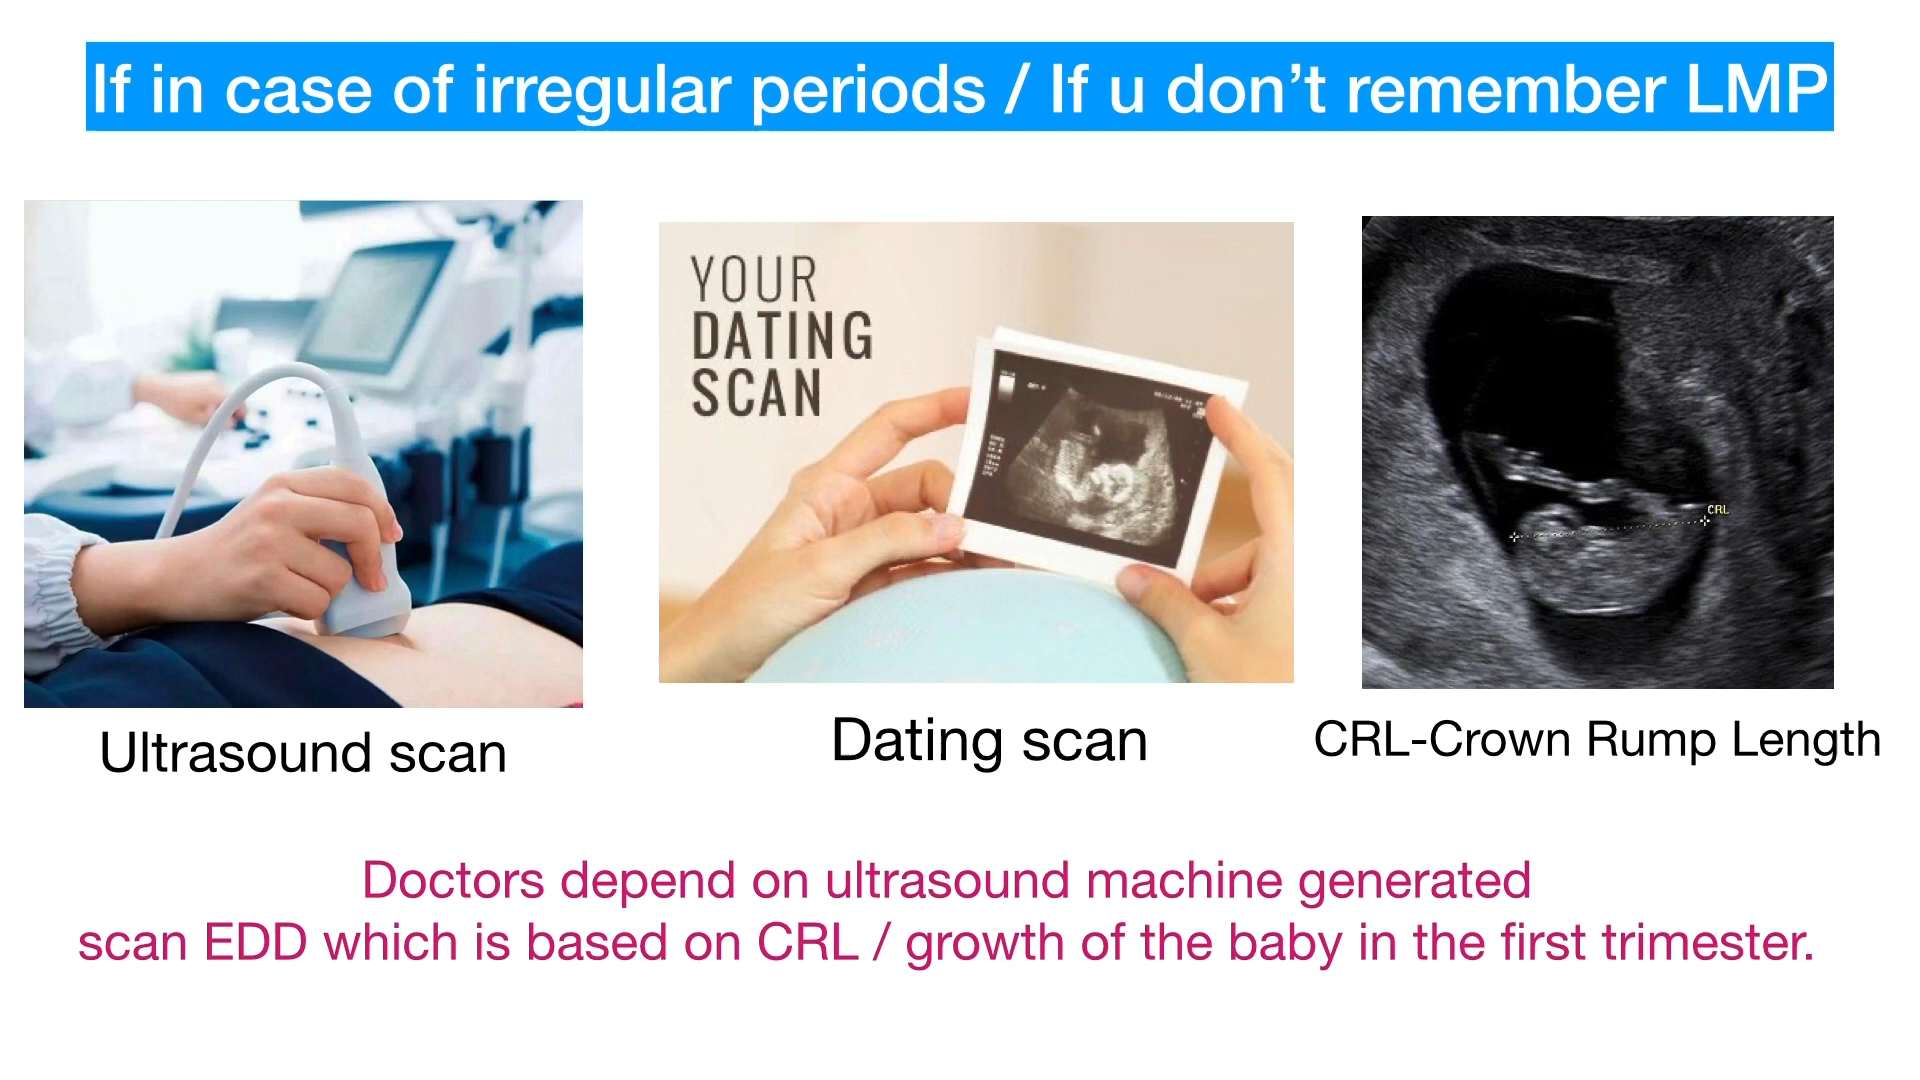 If in case of irregular periods / If u don’t remember LMP
YOUR
DATING
SCAN
CRL
Ultrasound scan
Dating scan
CRL-Crown Rump Length
Doctors depend on ultrasound machine generated
scan EDD which is based on CRL / growth of the baby in the first trimester.